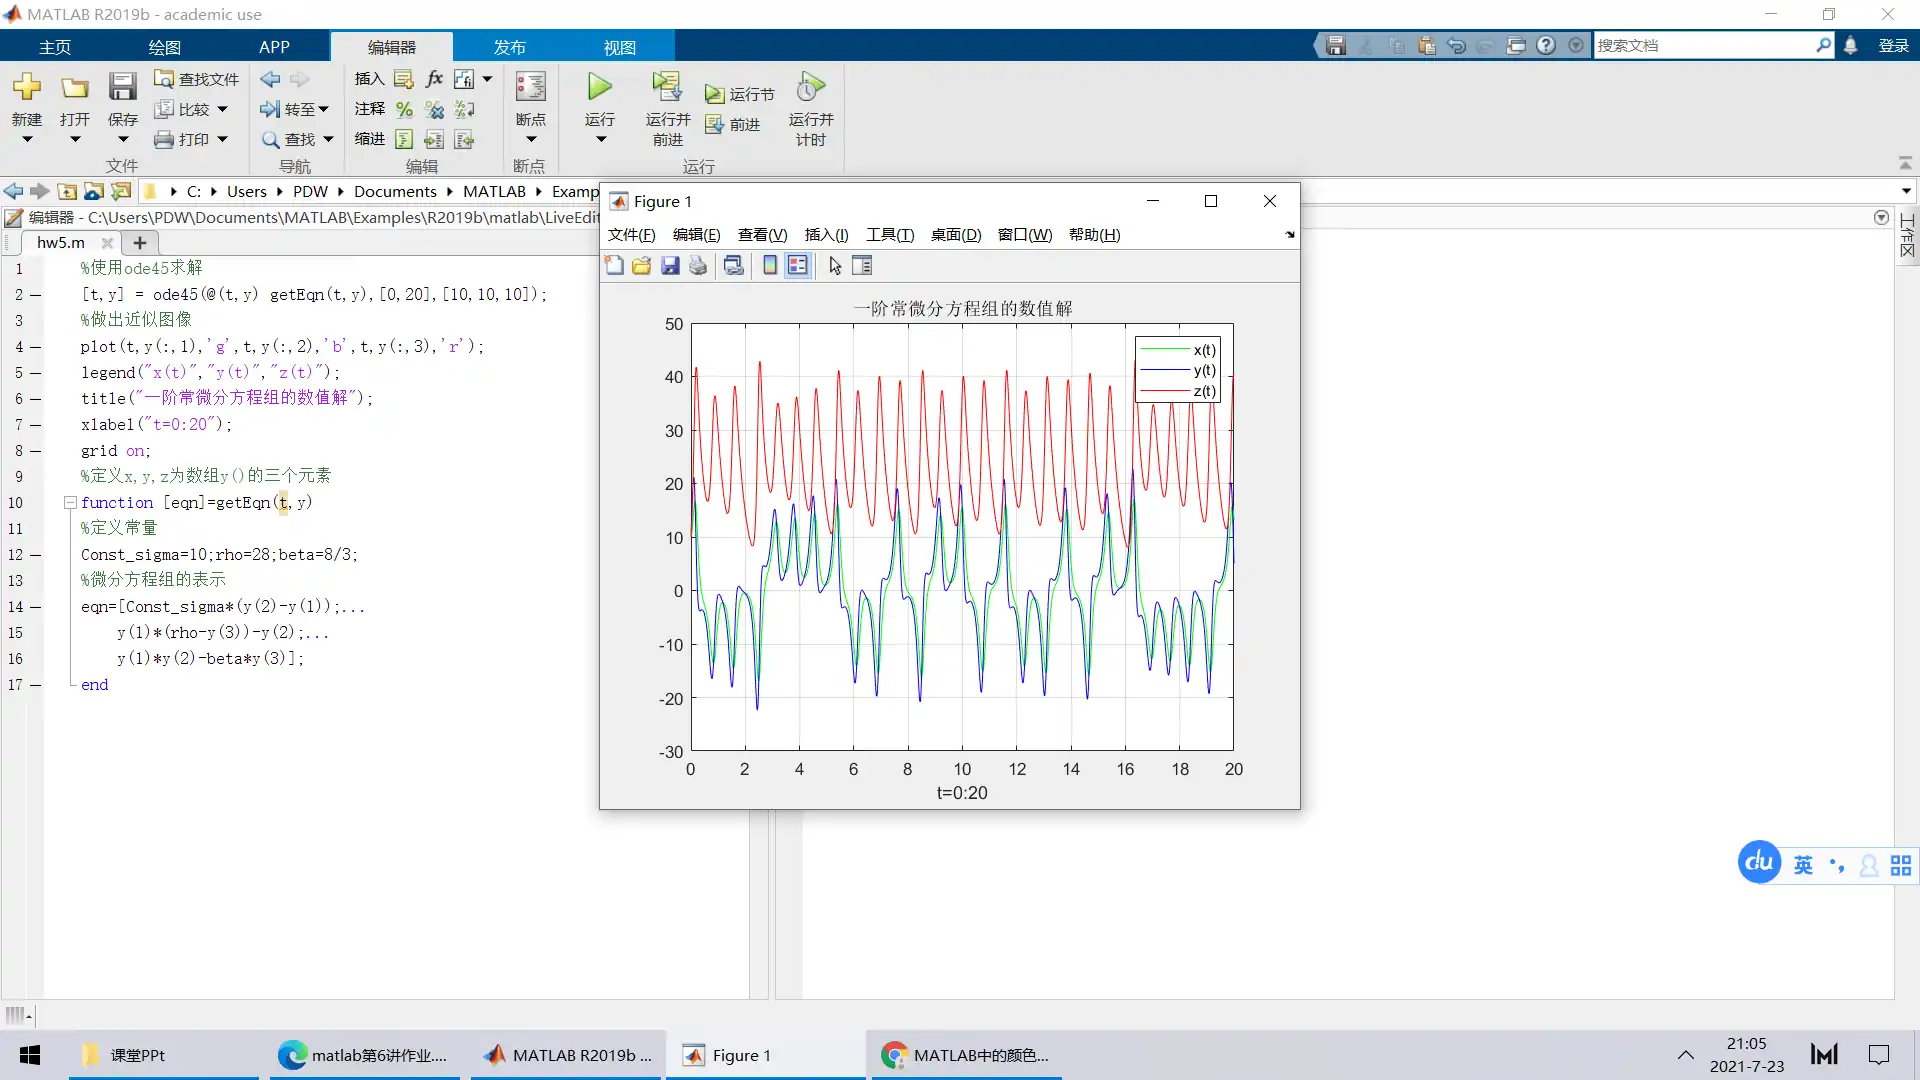 MATLAB R2019b - academic use
主页 绘图 APP 编辑器 发布 视图 搜索文档 登录
新建 打开 保存 查找文件 比较 打印 转至 查找 插入 fx 注释 缩进 断点 运行 运行并前进 运行节 前进 运行并计时
文件 导航 编辑 断点 运行
C: Users PDW Documents MATLAB Examp
编辑器 - C:\Users\PDW\Documents\MATLAB\Examples\R2019b\matlab\LiveEdit
工作区
hw5.m
1 %使用ode45求解
2 [t,y] = ode45(@(t,y) getEqn(t,y),[0,20],[10,10,10]);
3 %做出近似图像
4 plot(t,y(:,1),'g',t,y(:,2),'b',t,y(:,3),'r');
5 legend("x(t)","y(t)","z(t)");
6 title("一阶常微分方程组的数值解");
7 xlabel("t=0:20");
8 grid on;
9 %定义x,y,z为数组y()的三个元素
10 function [eqn]=getEqn(t,y)
11 %定义常量
12 Const_sigma=10;rho=28;beta=8/3;
13 %微分方程组的表示
14 eqn=[Const_sigma*(y(2)-y(1));...
15 y(1)*(rho-y(3))-y(2);...
16 y(1)*y(2)-beta*y(3)];
17 end
Figure 1
文件(F) 编辑(E) 查看(V) 插入(I) 工具(T) 桌面(D) 窗口(W) 帮助(H)
一阶常微分方程组的数值解
50
40
30
20
10
0
-10
-20
-30
x(t)
y(t)
z(t)
0 2 4 6 8 10 12 14 16 18 20
t=0:20
du 英
课堂PPt
matlab第6讲作业....
MATLAB R2019b ...
Figure 1
MATLAB中的颜色...
21:05
2021-7-23